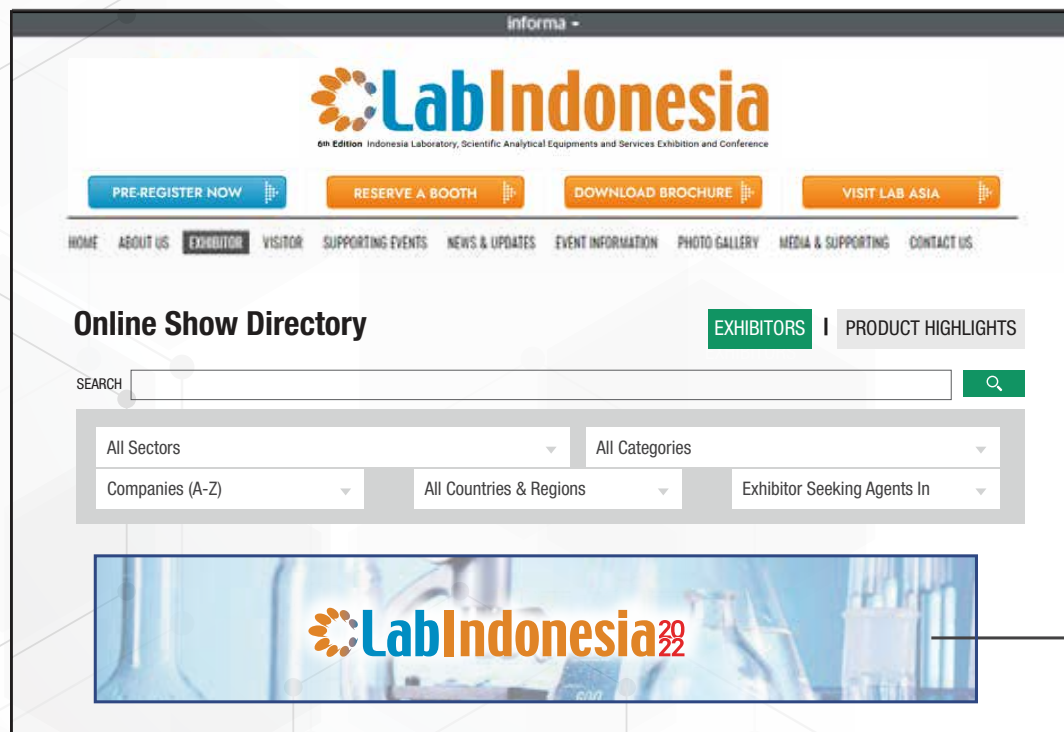 informa
LabIndonesia
6th Edition Indonesia Laboratory, Scientific Analytical Equipments and Services Exhibition and Conference
PRE-REGISTER NOW RESERVE A BOOTH DOWNLOAD BROCHURE VISIT LAB ASIA
HOME ABOUT US EXHIBITOR VISITOR SUPPORTING EVENTS NEWS & UPDATES EVENT INFORMATION PHOTO GALLERY MEDIA & SUPPORTING CONTACT US
Online Show Directory EXHIBITORS | PRODUCT HIGHLIGHTS
SEARCH
All Sectors All Categories
Companies (A-Z) All Countries & Regions Exhibitor Seeking Agents In
LabIndonesia 2022
600